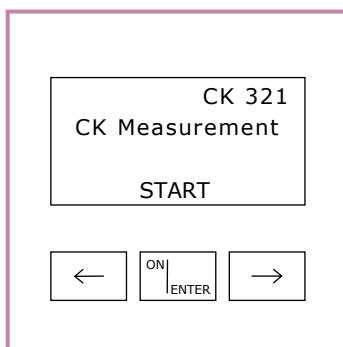 CK 321
CK Measurement
START
← ON ENTER →